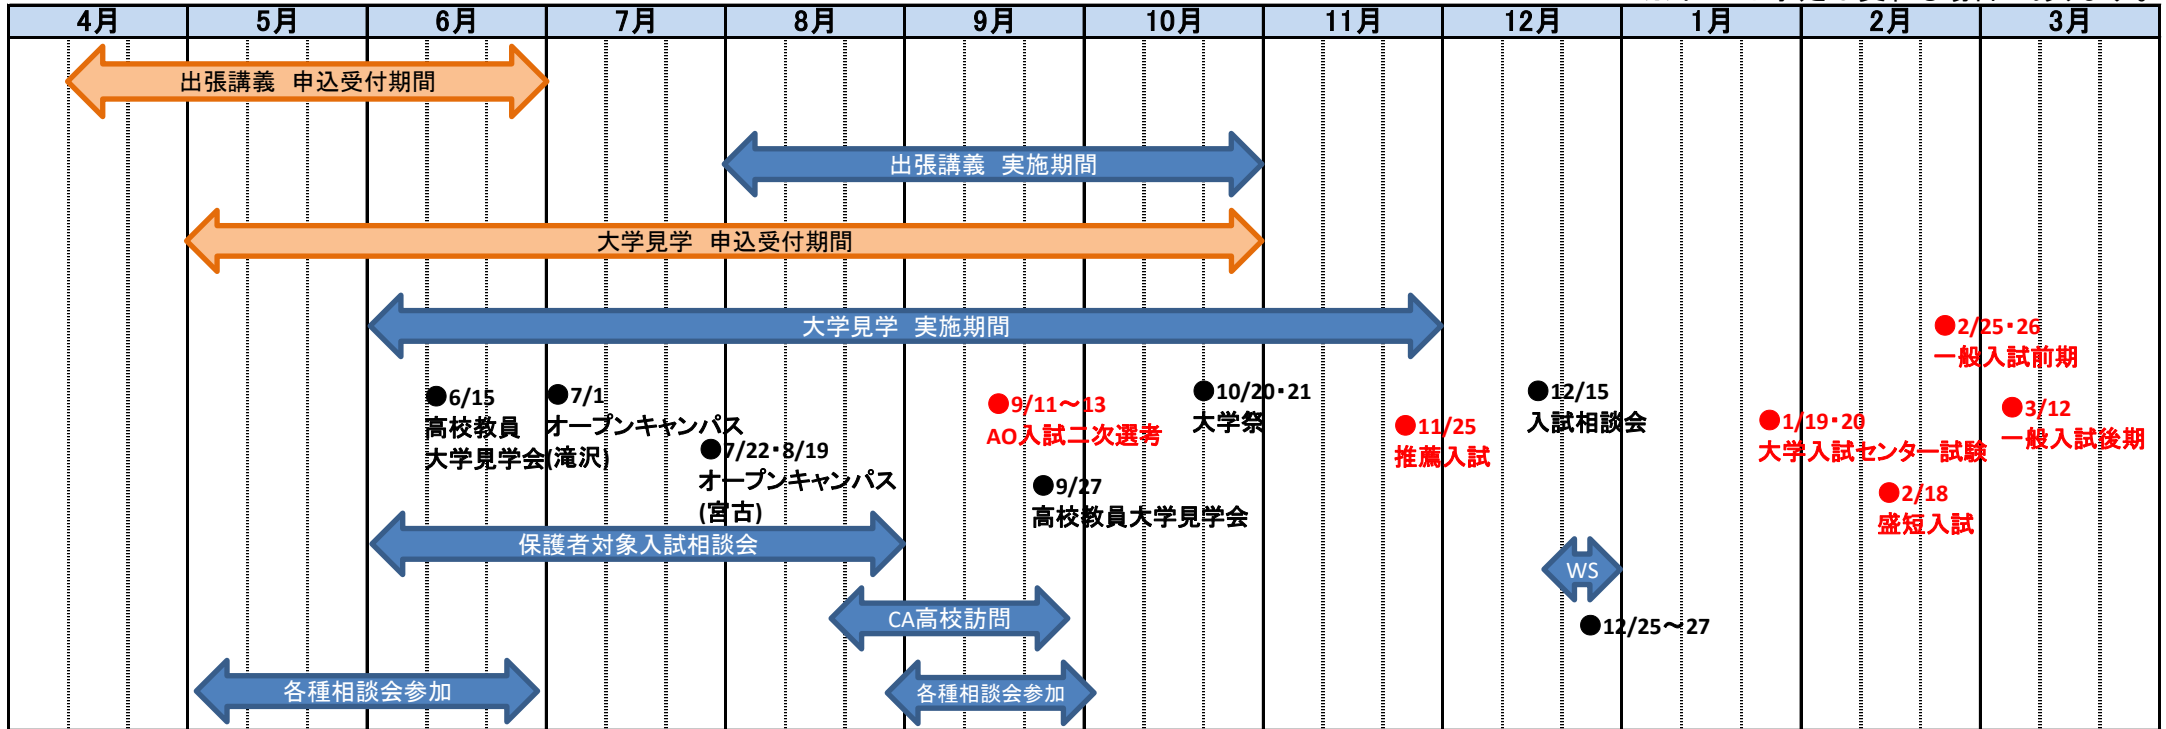 4月 5月 6月 7月 8月 9月 10月 11月 12月 1月 2月 3月
出張講義 申込受付期間
出張講義 実施期間
大学見学 申込受付期間
大学見学 実施期間
●6/15
高校教員
大学見学会(滝沢)
●7/1
オープンキャンパス
●7/22・8/19
オープンキャンパス
(宮古)
●9/11～13
AO入試二次選考
●9/27
高校教員大学見学会
●10/20・21
大学祭
●11/25
推薦入試
●12/15
入試相談会
●1/19・20
大学入試センター試験
●2/18
盛短入試
●2/25・26
一般入試前期
●3/12
一般入試後期
保護者対象入試相談会
WS
CA高校訪問
●12/25～27
各種相談会参加
各種相談会参加